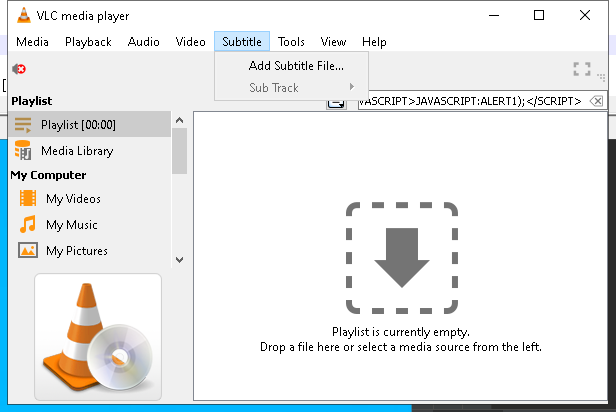 VLC media player
Media Playback Audio Video Subtitle Tools View Help
Add Subtitle File...
Sub Track
Playlist
VASCRIPT>JAVASCRIPT:ALERT1);</SCRIPT>
Playlist [00:00]
Media Library
My Computer
My Videos
My Music
My Pictures
Playlist is currently empty.
Drop a file here or select a media source from the left.